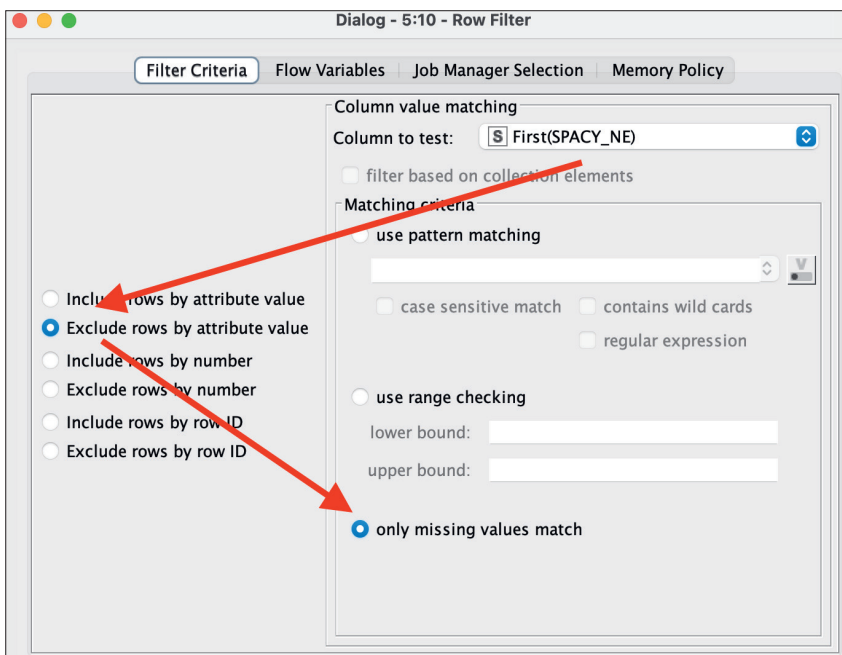 Dialog - 5:10 - Row Filter
Filter Criteria Flow Variables Job Manager Selection Memory Policy
Column value matching
Column to test: S First(SPACY_NE)
filter based on collection elements
Matching criteria
use pattern matching
V
case sensitive match contains wild cards
regular expression
Include rows by attribute value
Exclude rows by attribute value
Include rows by number
Exclude rows by number
Include rows by row ID
Exclude rows by row ID
use range checking
lower bound:
upper bound:
only missing values match